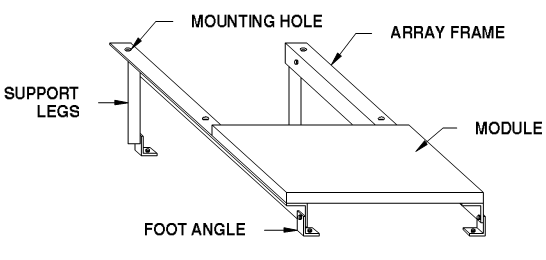 MOUNTING HOLE
ARRAY FRAME
SUPPORT
LEGS
MODULE
FOOT ANGLE